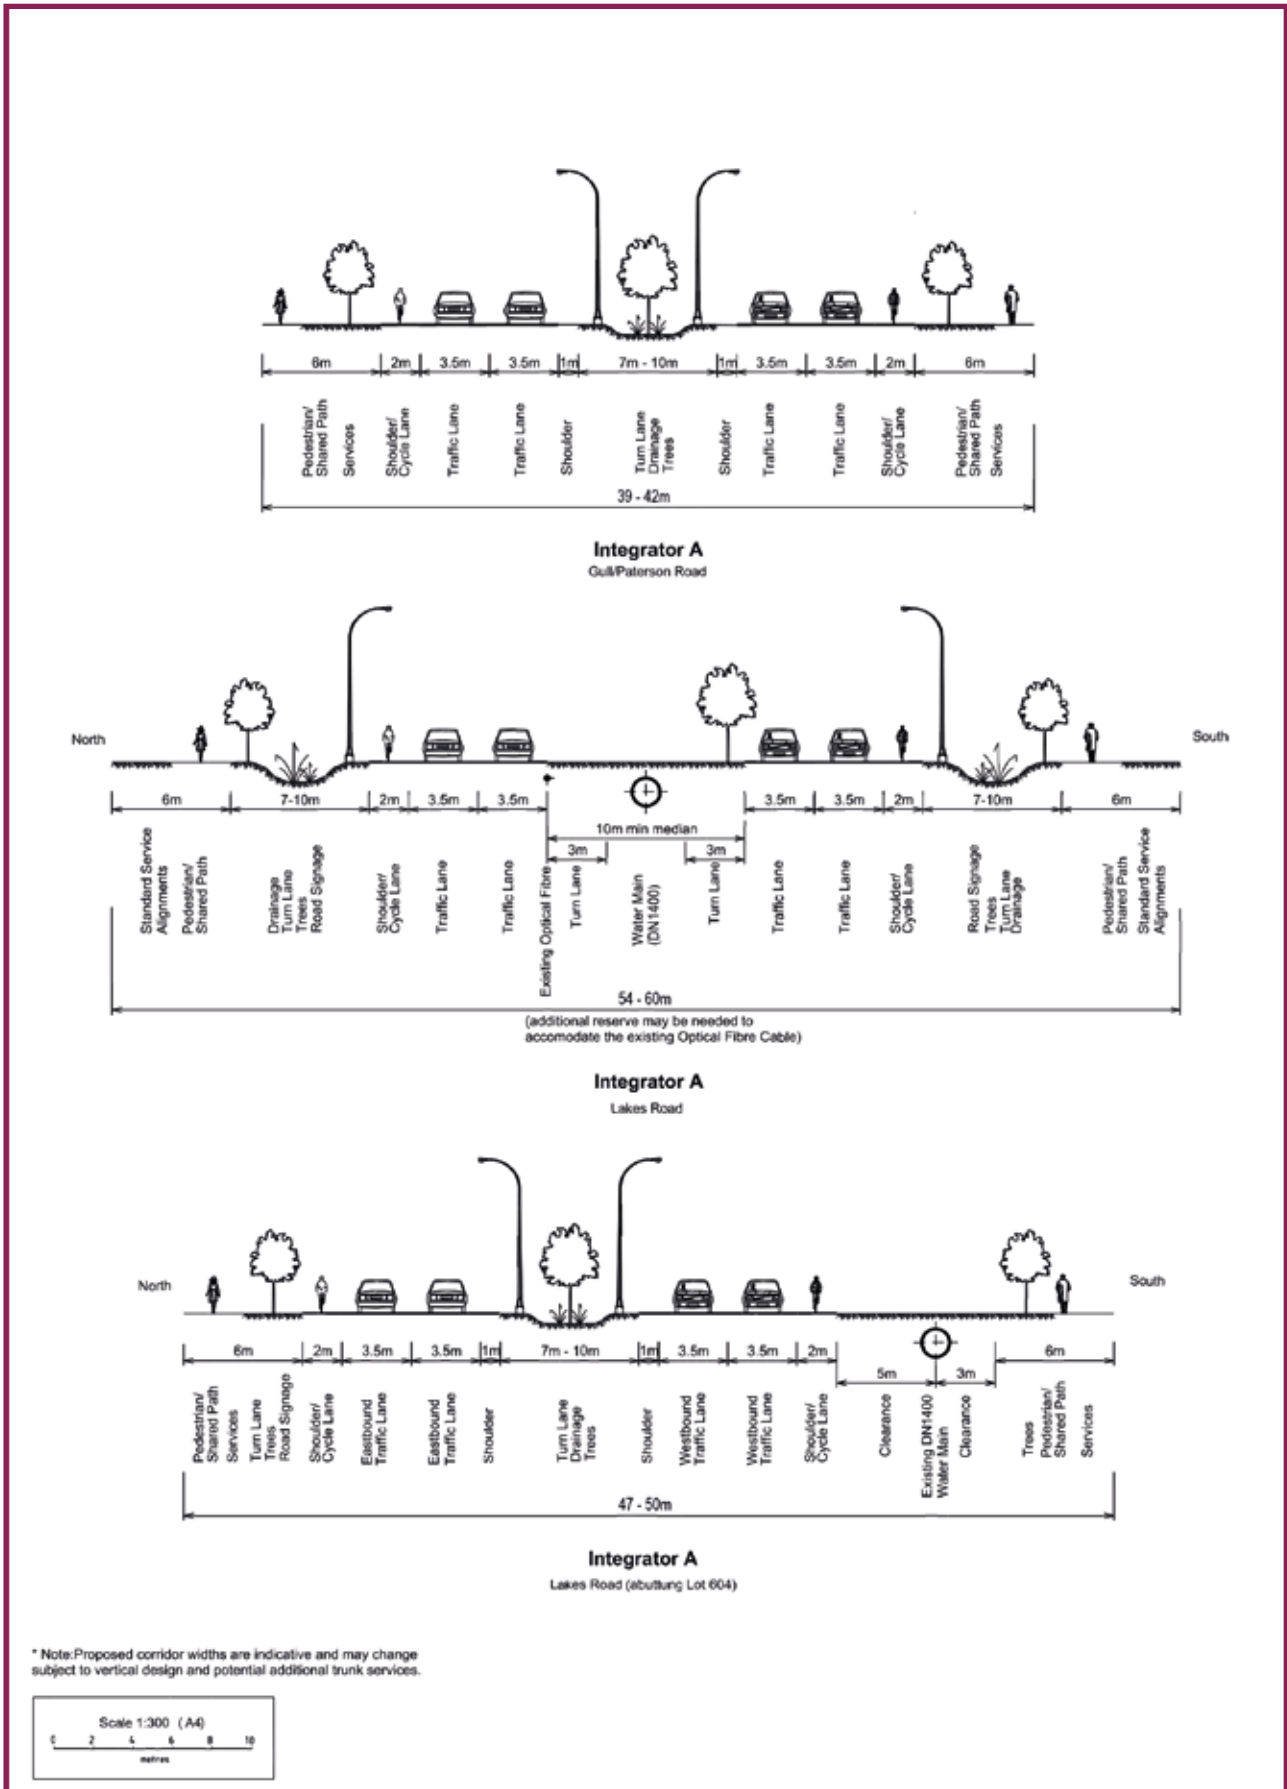 6m 2m 3.5m 3.5m 1m 7m - 10m 1m 3.5m 3.5m 2m 6m
Pedestrian/
Shared Path
Services
Shoulder/
Cycle Lane
Traffic Lane
Traffic Lane
Shoulder
Turn Lane
Drainage
Trees
Shoulder
Traffic Lane
Traffic Lane
Shoulder/
Cycle Lane
Pedestrian/
Shared Path
Services
39 - 42m
Integrator A
Gull/Paterson Road
North
South
6m 7-10m 2m 3.5m 3.5m 3.5m 3.5m 2m 7-10m 6m
10m min median
3m 3m
Standard Service
Alignments
Pedestrian/
Shared Path
Drainage
Turn Lane
Trees
Road Signage
Shoulder/
Cycle Lane
Traffic Lane
Traffic Lane
Existing Optical Fibre
Turn Lane
Water Main
(DN1400)
Turn Lane
Traffic Lane
Traffic Lane
Shoulder/
Cycle Lane
Road Signage
Trees
Turn Lane
Drainage
Pedestrian/
Shared Path
Standard Service
Alignments
54 - 60m
(additional reserve may be needed to
accomodate the existing Optical Fibre Cable)
Integrator A
Lakes Road
North
South
6m 2m 3.5m 3.5m 1m 7m - 10m 1m 3.5m 3.5m 2m 6m
5m 3m
Pedestrian/
Shared Path
Services
Turn Lane
Trees
Road Signage
Shoulder/
Cycle Lane
Eastbound
Traffic Lane
Eastbound
Traffic Lane
Shoulder
Turn Lane
Drainage
Trees
Shoulder
Westbound
Traffic Lane
Westbound
Traffic Lane
Shoulder/
Cycle Lane
Clearance
Existing DN1400
Water Main
Clearance
Trees
Pedestrian/
Shared Path
Services
47 - 50m
Integrator A
Lakes Road (abuttung Lot 604)
* Note:Proposed corridor widths are indicative and may change
subject to vertical design and potential additional trunk services.
Scale 1:300 (A4)
0 2 4 6 8 10
metres